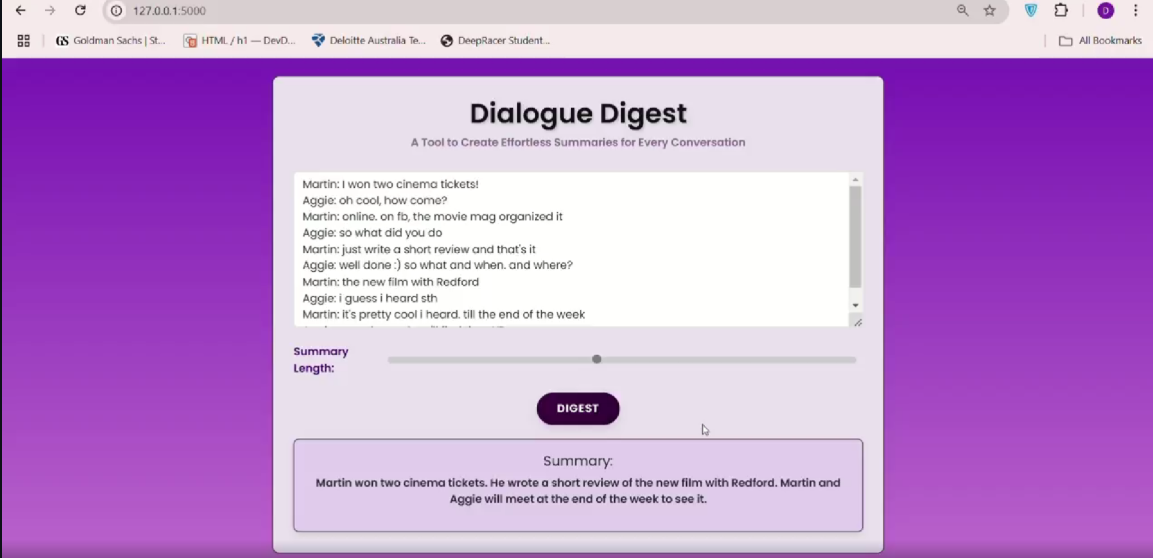 127.0.0.1:5000
D
GS Goldman Sachs | St...
HTML / h1 — DevD...
Deloitte Australia Te...
DeepRacer Student...
All Bookmarks
Dialogue Digest
A Tool to Create Effortless Summaries for Every Conversation
Martin: I won two cinema tickets!
Aggie: oh cool, how come?
Martin: online. on fb, the movie mag organized it
Aggie: so what did you do
Martin: just write a short review and that's it
Aggie: well done :) so what and when. and where?
Martin: the new film with Redford
Aggie: i guess i heard sth
Martin: it's pretty cool i heard. till the end of the week
Summary
Length:
DIGEST
Summary:
Martin won two cinema tickets. He wrote a short review of the new film with Redford. Martin and
Aggie will meet at the end of the week to see it.